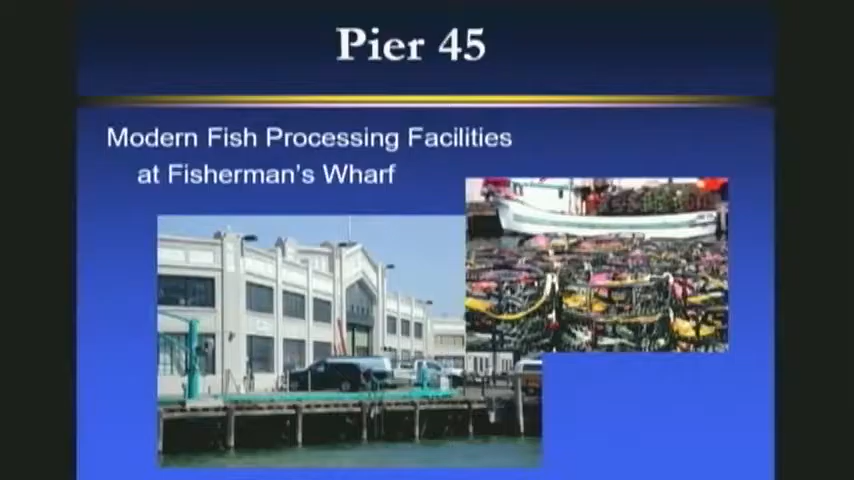 Pier 45
Modern Fish Processing Facilities
at Fisherman's Wharf